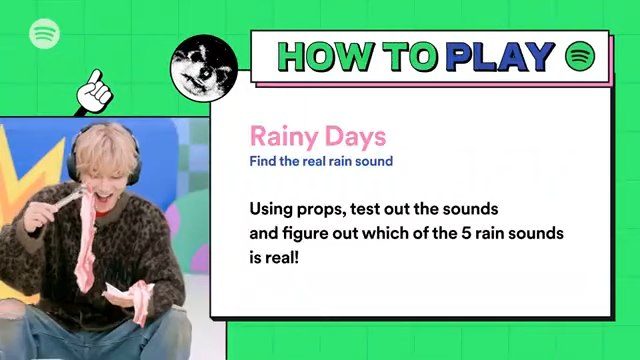 HOW TO PLAY
Rainy Days
Find the real rain sound
Using props, test out the sounds
and figure out which of the 5 rain sounds
is real!